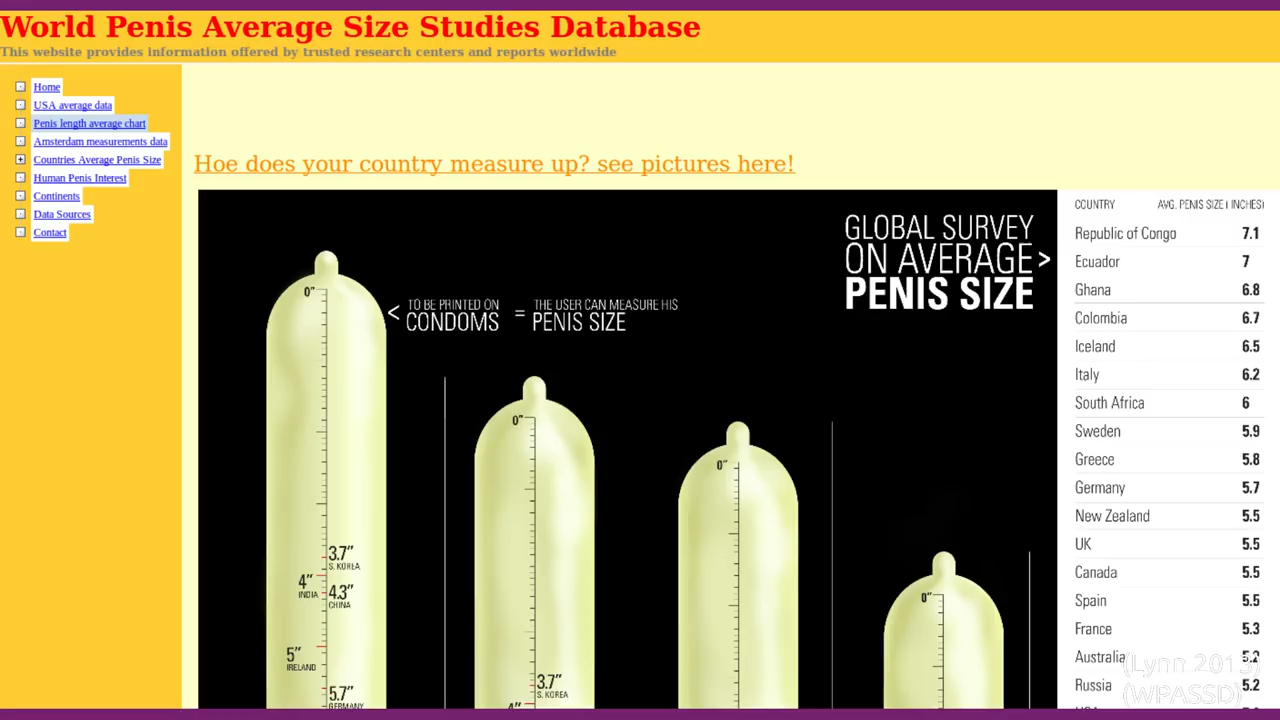 World Penis Average Size Studies Database
This website provides information offered by trusted research centers and reports worldwide
Home
USA average data
Penis length average chart
Amsterdam measurements data
Countries Average Penis Size
Human Penis Interest
Continents
Data Sources
Contact
Hoe does your country measure up? see pictures here!
GLOBAL SURVEY
ON AVERAGE >
PENIS SIZE
< TO BE PRINTED ON
CONDOMS
= THE USER CAN MEASURE HIS
PENIS SIZE
0"
3.7"
S. KOREA
4"
INDIA
4.3"
CHINA
5"
IRELAND
5.7"
GERMANY
0"
3.7"
S. KOREA
4"
0"
0"
COUNTRY AVG. PENIS SIZE ( INCHES)
Republic of Congo 7.1
Ecuador 7
Ghana 6.8
Colombia 6.7
Iceland 6.5
Italy 6.2
South Africa 6
Sweden 5.9
Greece 5.8
Germany 5.7
New Zealand 5.5
UK 5.5
Canada 5.5
Spain 5.5
France 5.3
Australia 5.2
Russia 5.2
(Lynn 2013)
(WPASSD)